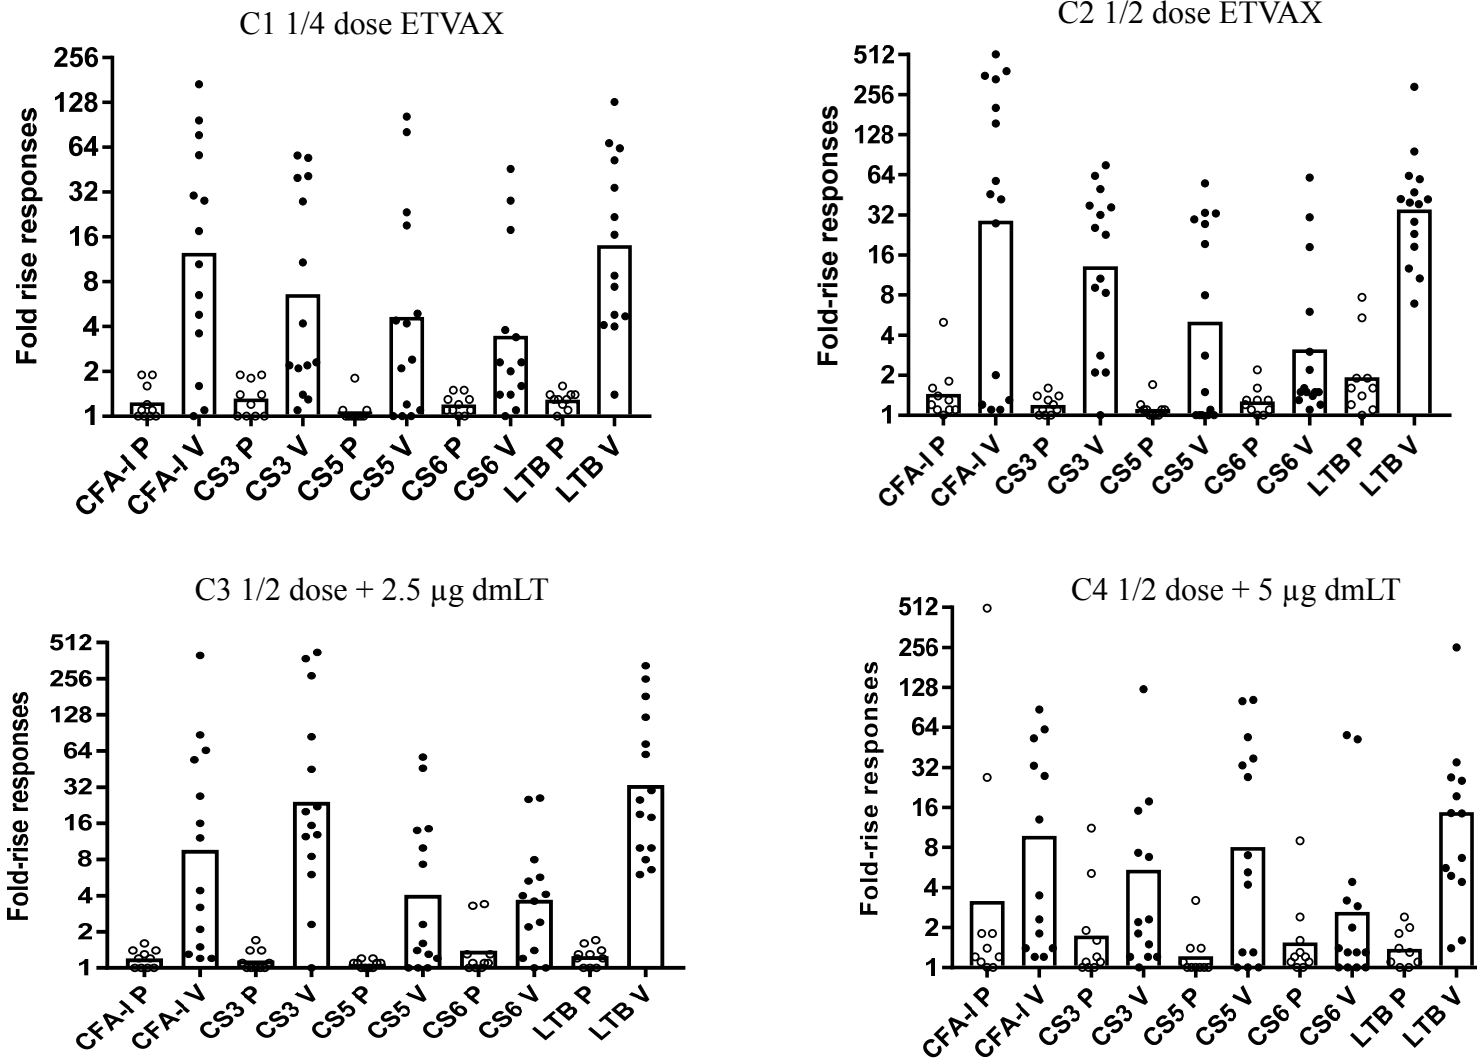 C1 1/4 dose ETVAX
Fold rise responses
256
128
64
32
16
8
4
2
1
CFA-I P
CFA-I V
CS3 P
CS3 V
CS5 P
CS5 V
CS6 P
CS6 V
LTB P
LTB V
C2 1/2 dose ETVAX
Fold-rise responses
512
256
128
64
32
16
8
4
2
1
CFA-I P
CFA-I V
CS3 P
CS3 V
CS5 P
CS5 V
CS6 P
CS6 V
LTB P
LTB V
C3 1/2 dose + 2.5 µg dmLT
Fold-rise responses
512
256
128
64
32
16
8
4
2
1
CFA-I P
CFA-I V
CS3 P
CS3 V
CS5 P
CS5 V
CS6 P
CS6 V
LTB P
LTB V
C4 1/2 dose + 5 µg dmLT
Fold-rise responses
512
256
128
64
32
16
8
4
2
1
CFA-I P
CFA-I V
CS3 P
CS3 V
CS5 P
CS5 V
CS6 P
CS6 V
LTB P
LTB V